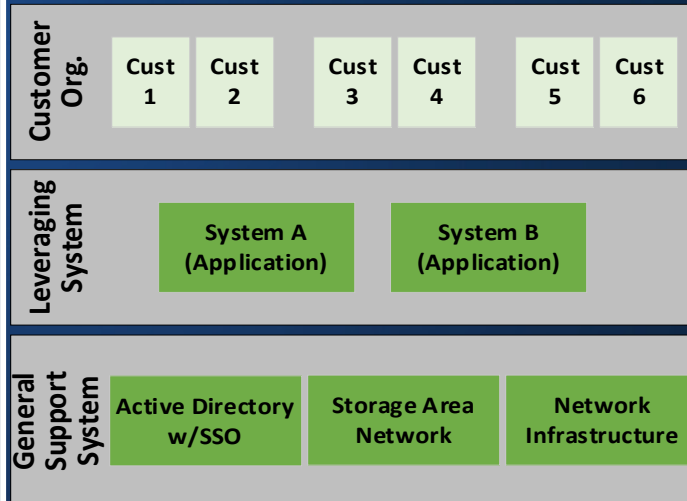 Customer
Org.
Cust
1
Cust
2
Cust
3
Cust
4
Cust
5
Cust
6
Leveraging
System
System A
(Application)
System B
(Application)
General
Support
System
Active Directory
w/SSO
Storage Area
Network
Network
Infrastructure